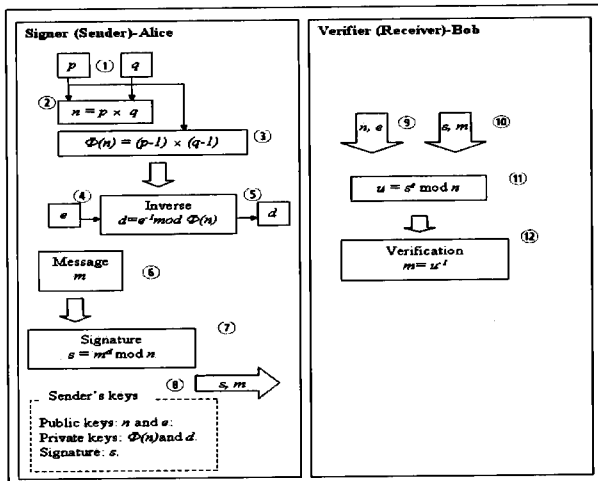 Signer (Sender)-Alice
p ① q
② n = p × q
Φ(n) = (p-1) × (q-1) ③
④ ⑤
e Inverse d
d=e⁻¹mod Φ(n)
Message
m ⑥
⑦
Signature
s = mᵈ mod n
⑧ s, m
Sender's keys
Public keys: n and e:
Private keys: Φ(n)and d.
Signature: s.
Verifier (Receiver)-Bob
n, e ⑨ s, m ⑩
u = sᵉ mod n ⑪
⑫
Verification
m= u⁻¹